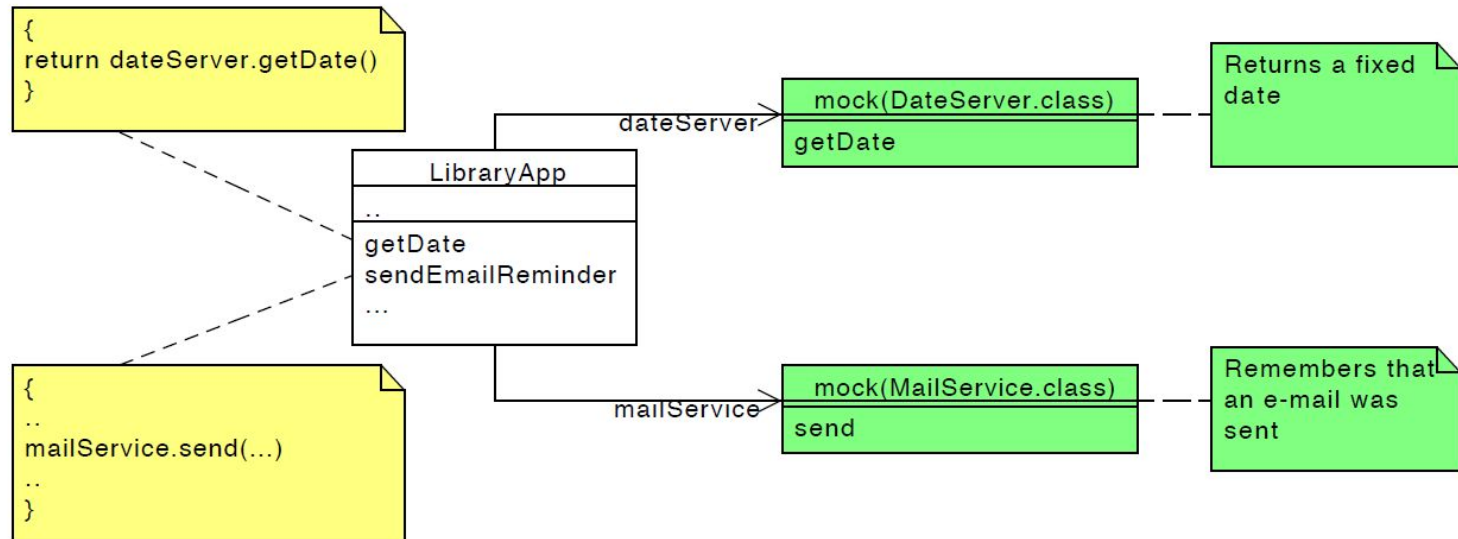 {
return dateServer.getDate()
}
Returns a fixed
date
mock(DateServer.class)
dateServer
getDate
LibraryApp
..
getDate
sendEmailReminder
...
{
..
mailService.send(...)
..
}
mock(MailService.class)
mailService
send
Remembers that
an e-mail was
sent